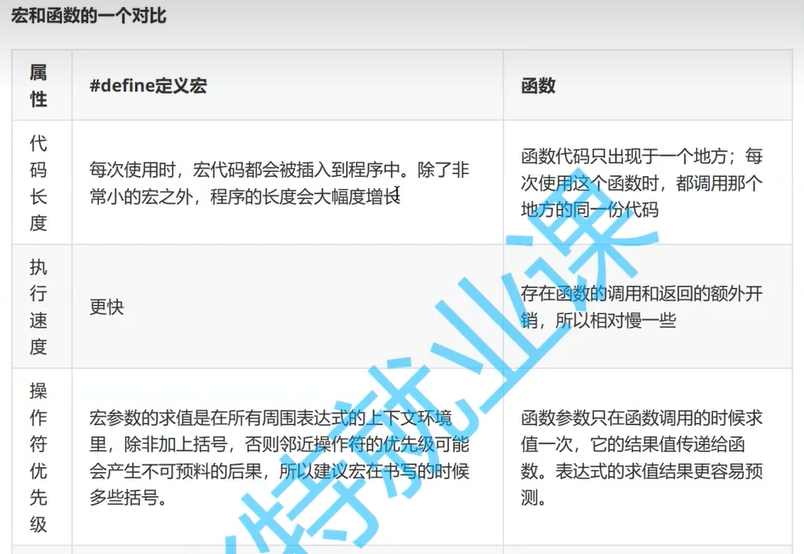 宏和函数的一个对比
属
性
#define定义宏
函数
代
码
长
度
每次使用时，宏代码都会被插入到程序中。除了非
常小的宏之外，程序的长度会大幅度增长
函数代码只出现于一个地方；每
次使用这个函数时，都调用那个
地方的同一份代码
执
行
速
度
更快
存在函数的调用和返回的额外开
销，所以相对慢一些
操
作
符
优
先
级
宏参数的求值是在所有周围表达式的上下文环境
里，除非加上括号，否则邻近操作符的优先级可能
会产生不可预料的后果，所以建议宏在书写的时候
多些括号。
函数参数只在函数调用的时候求
值一次，它的结果值传递给函
数。表达式的求值结果更容易预
测。
特就业课